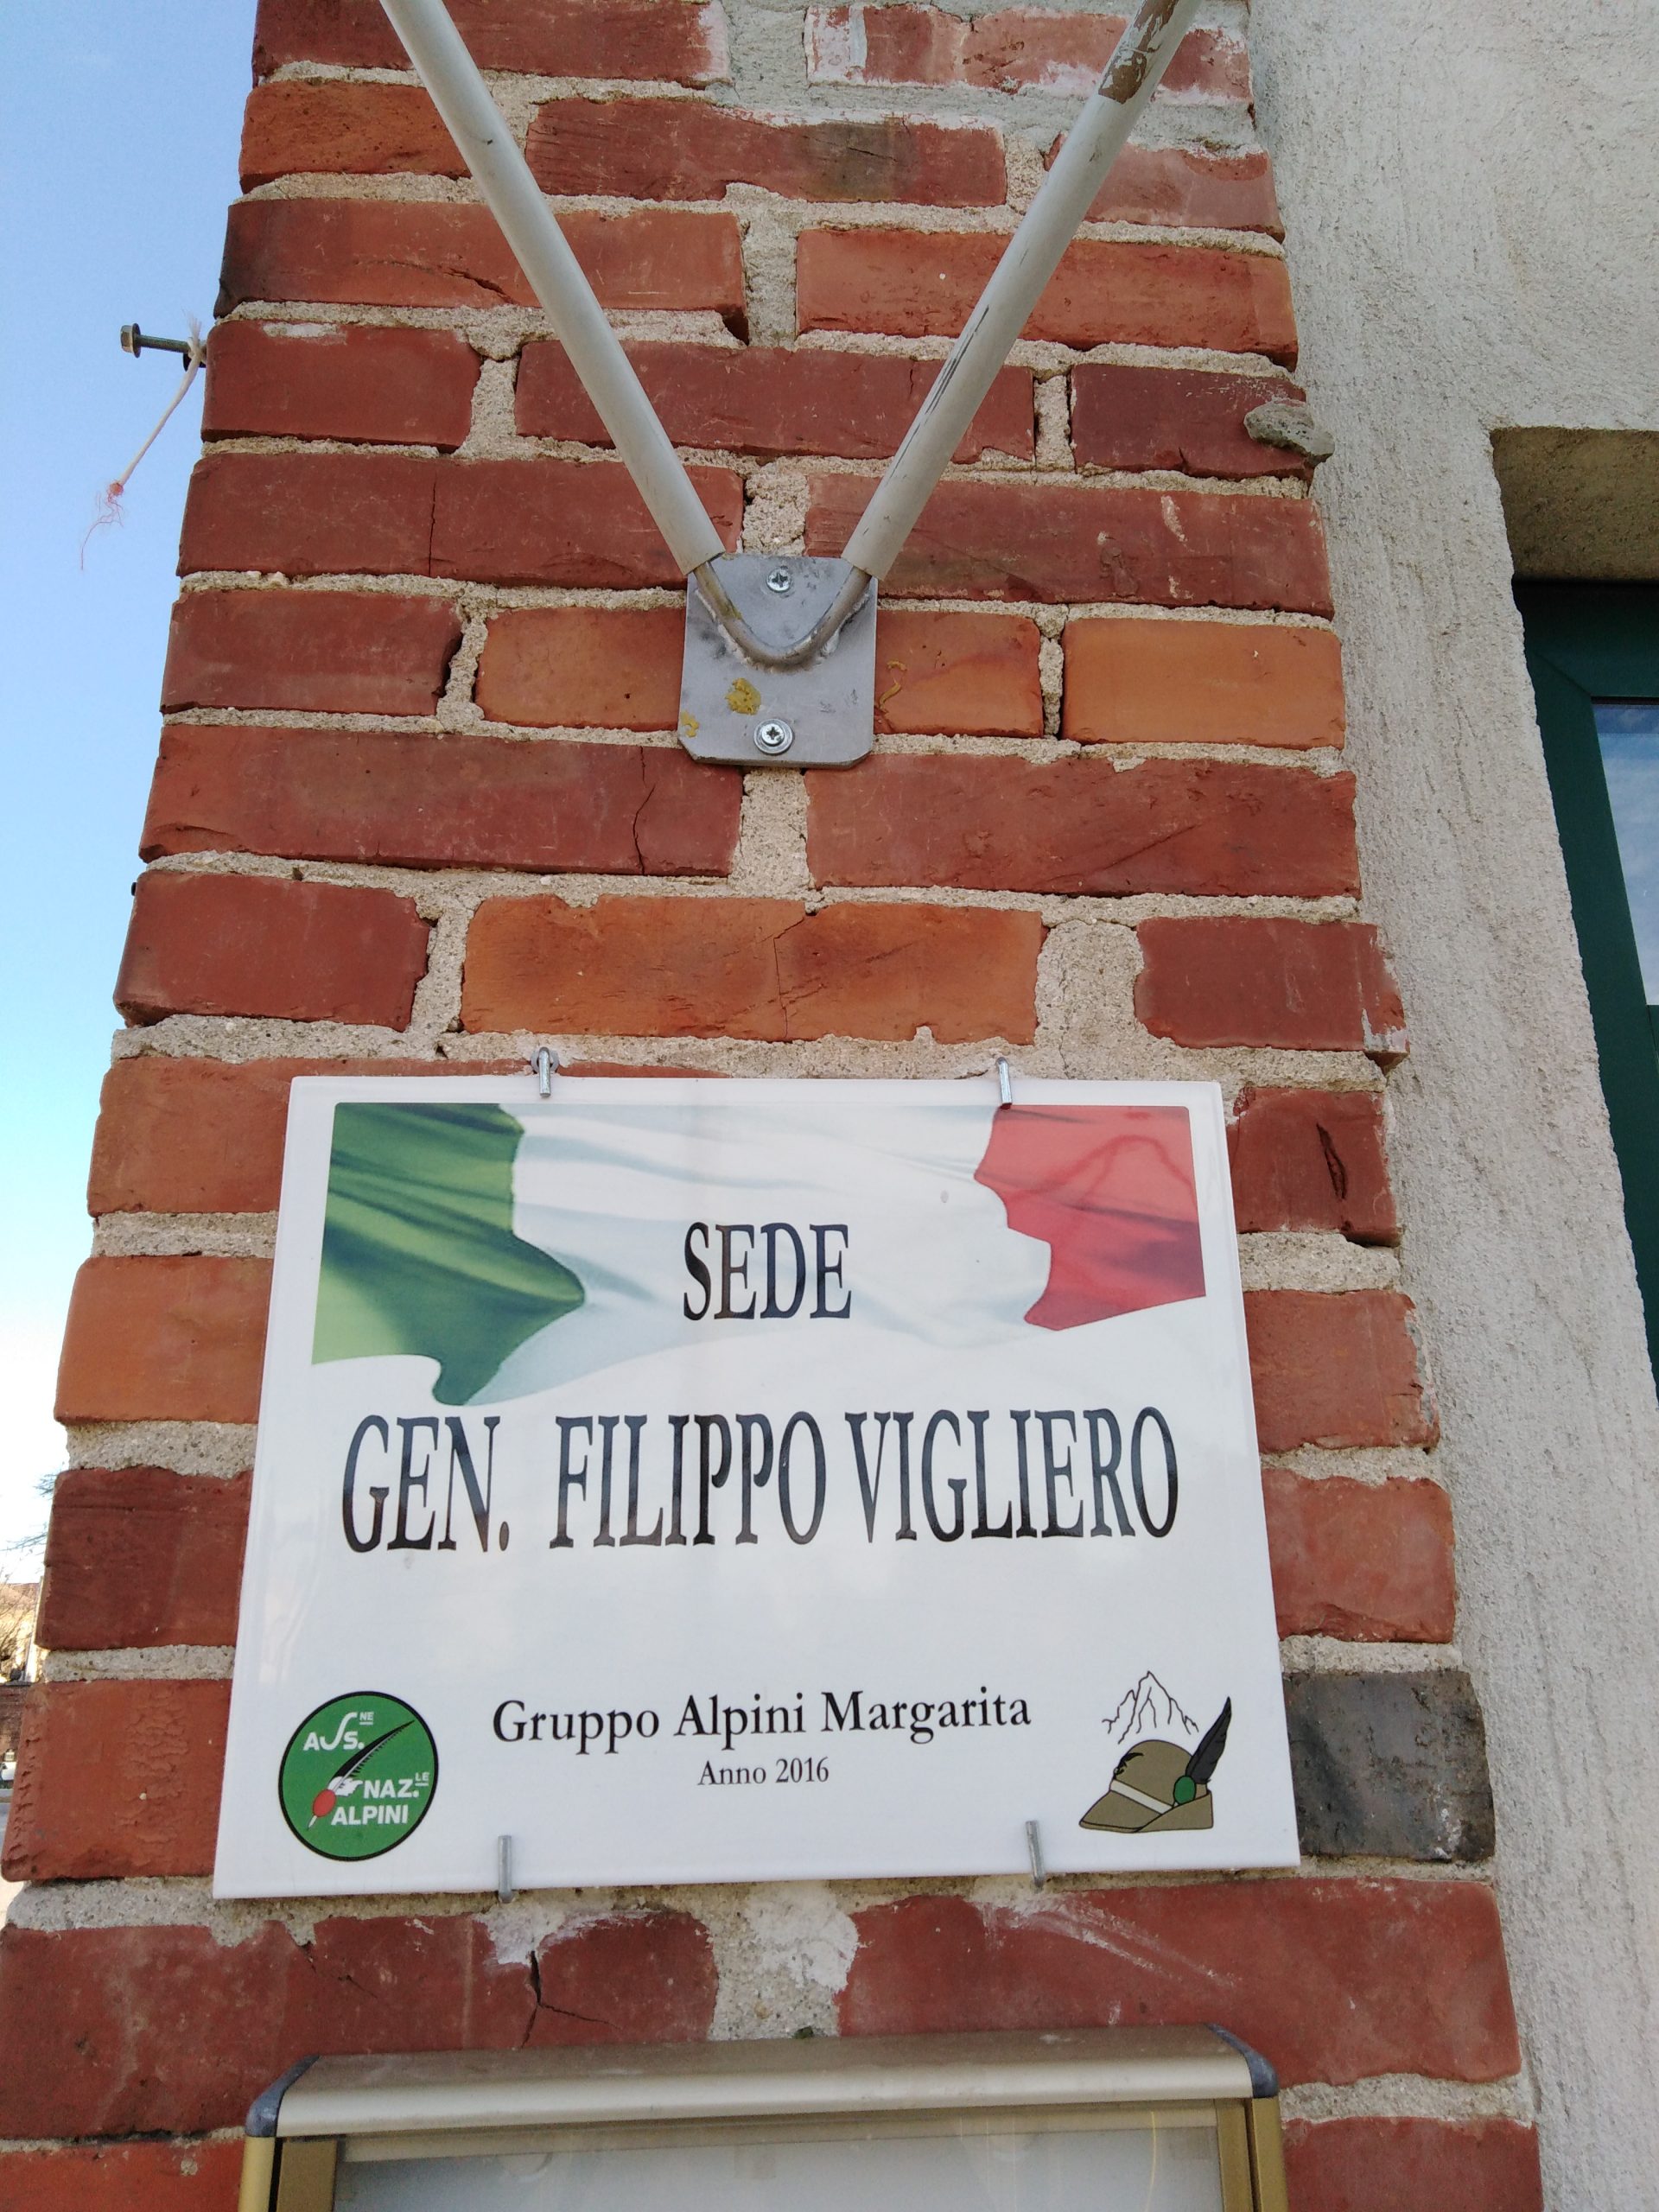 SEDE
GEN. FILIPPO VIGLIERO
Gruppo Alpini Margarita
Anno 2016
ASS.NE
NAZ.LE
ALPINI